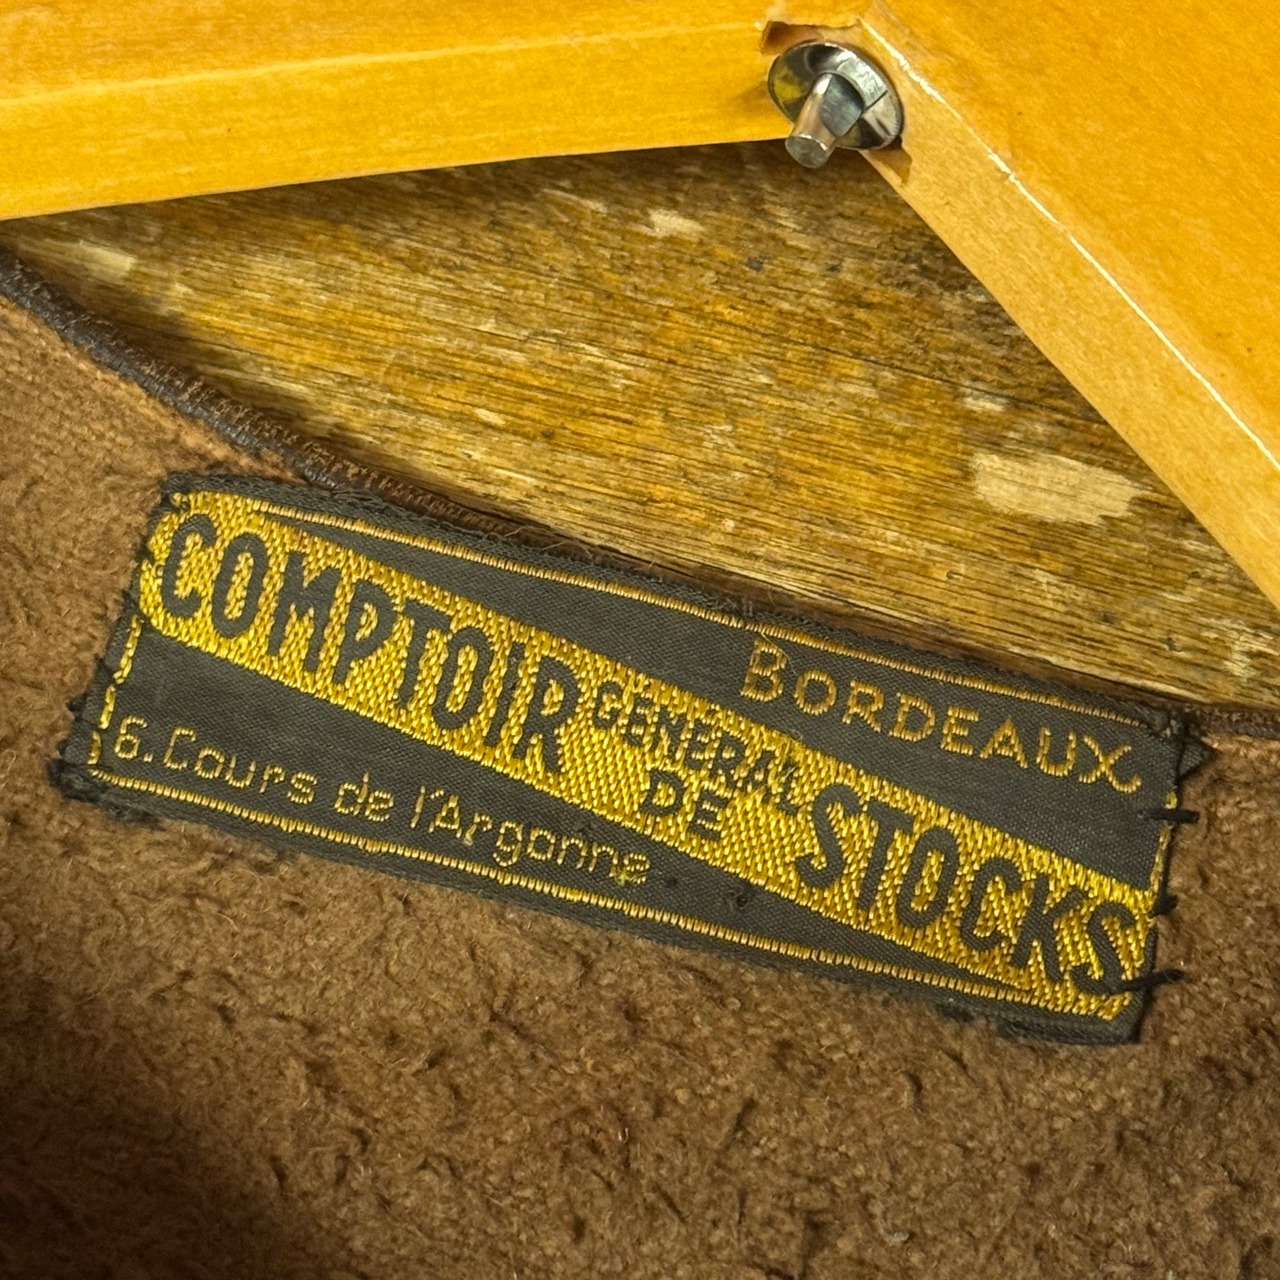 BORDEAUX
COMPTOIR GENERAL DE STOCKS
6. Cours de l'Argonne